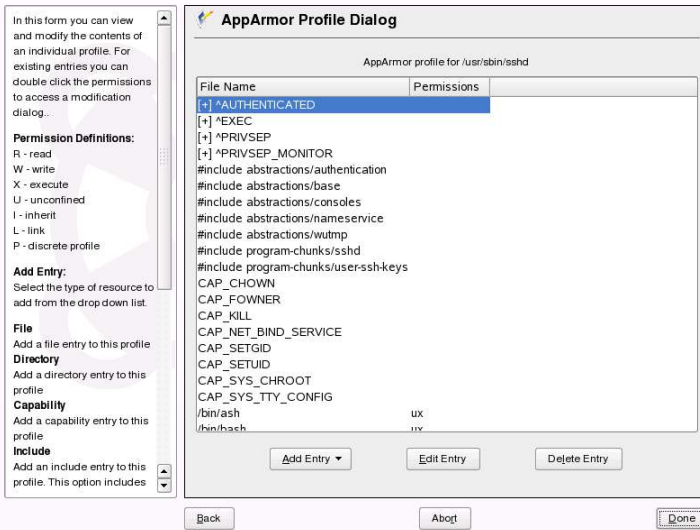 In this form you can view
and modify the contents of
an individual profile. For
existing entries you can
double click the permissions
to access a modification
dialog..
Permission Definitions:
R - read
W - write
X - execute
U - unconfined
I - inherit
L - link
P - discrete profile
Add Entry:
Select the type of resource to
add from the drop down list.
File
Add a file entry to this profile
Directory
Add a directory entry to this
profile
Capability
Add a capability entry to this
profile
Include
Add an include entry to this
profile. This option includes
AppArmor Profile Dialog
AppArmor profile for /usr/sbin/sshd
File Name Permissions
[+] ^AUTHENTICATED
[+] ^EXEC
[+] ^PRIVSEP
[+] ^PRIVSEP_MONITOR
#include abstractions/authentication
#include abstractions/base
#include abstractions/consoles
#include abstractions/nameservice
#include abstractions/wutmp
#include program-chunks/sshd
#include program-chunks/user-ssh-keys
CAP_CHOWN
CAP_FOWNER
CAP_KILL
CAP_NET_BIND_SERVICE
CAP_SETGID
CAP_SETUID
CAP_SYS_CHROOT
CAP_SYS_TTY_CONFIG
/bin/ash ux
/bin/bash ux
Add Entry Edit Entry Delete Entry
Back Abort Done